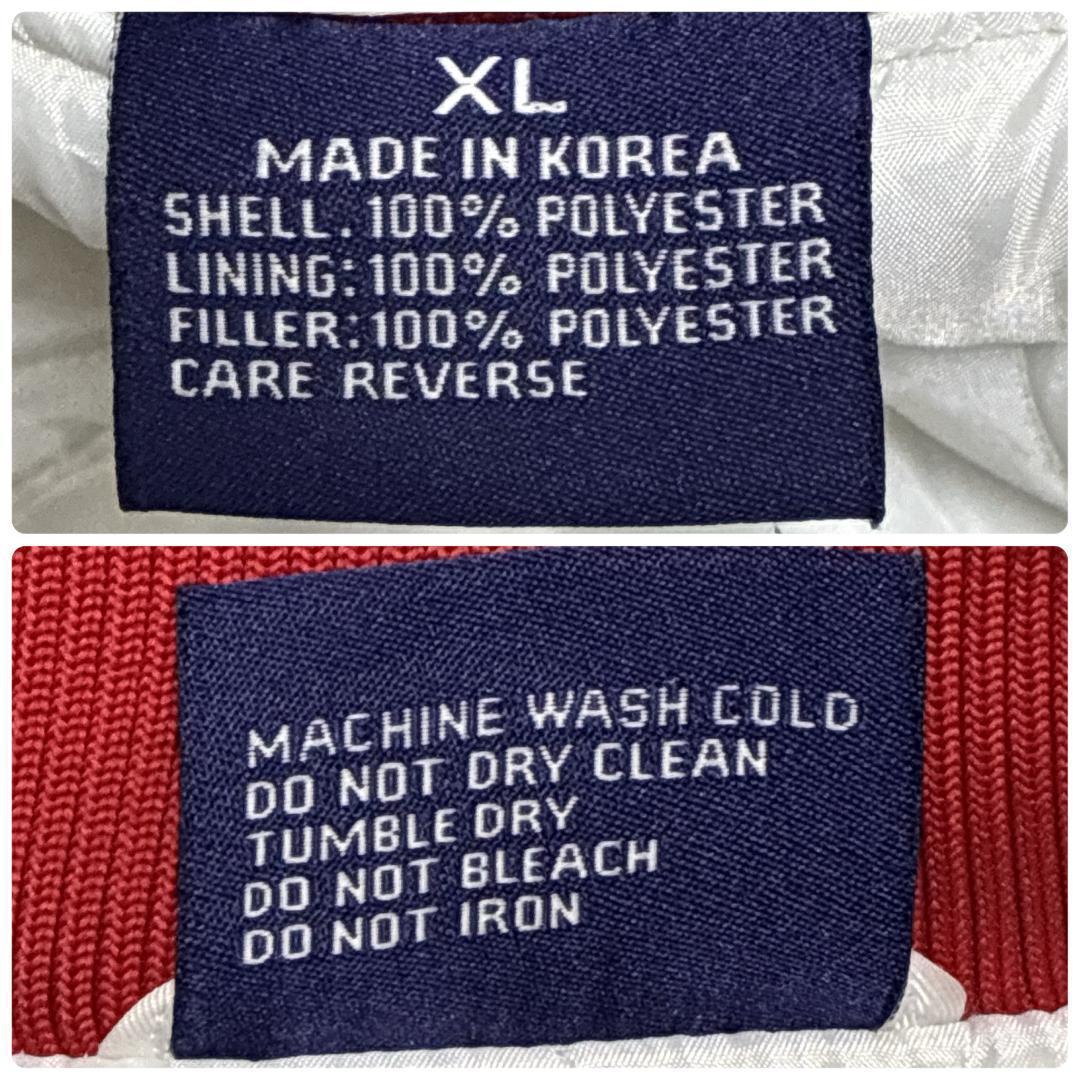 XL
MADE IN KOREA
SHELL. 100% POLYESTER
LINING: 100% POLYESTER
FILLER: 100% POLYESTER
CARE REVERSE
MACHINE WASH COLD
DO NOT DRY CLEAN
TUMBLE DRY
DO NOT BLEACH
DO NOT IRON